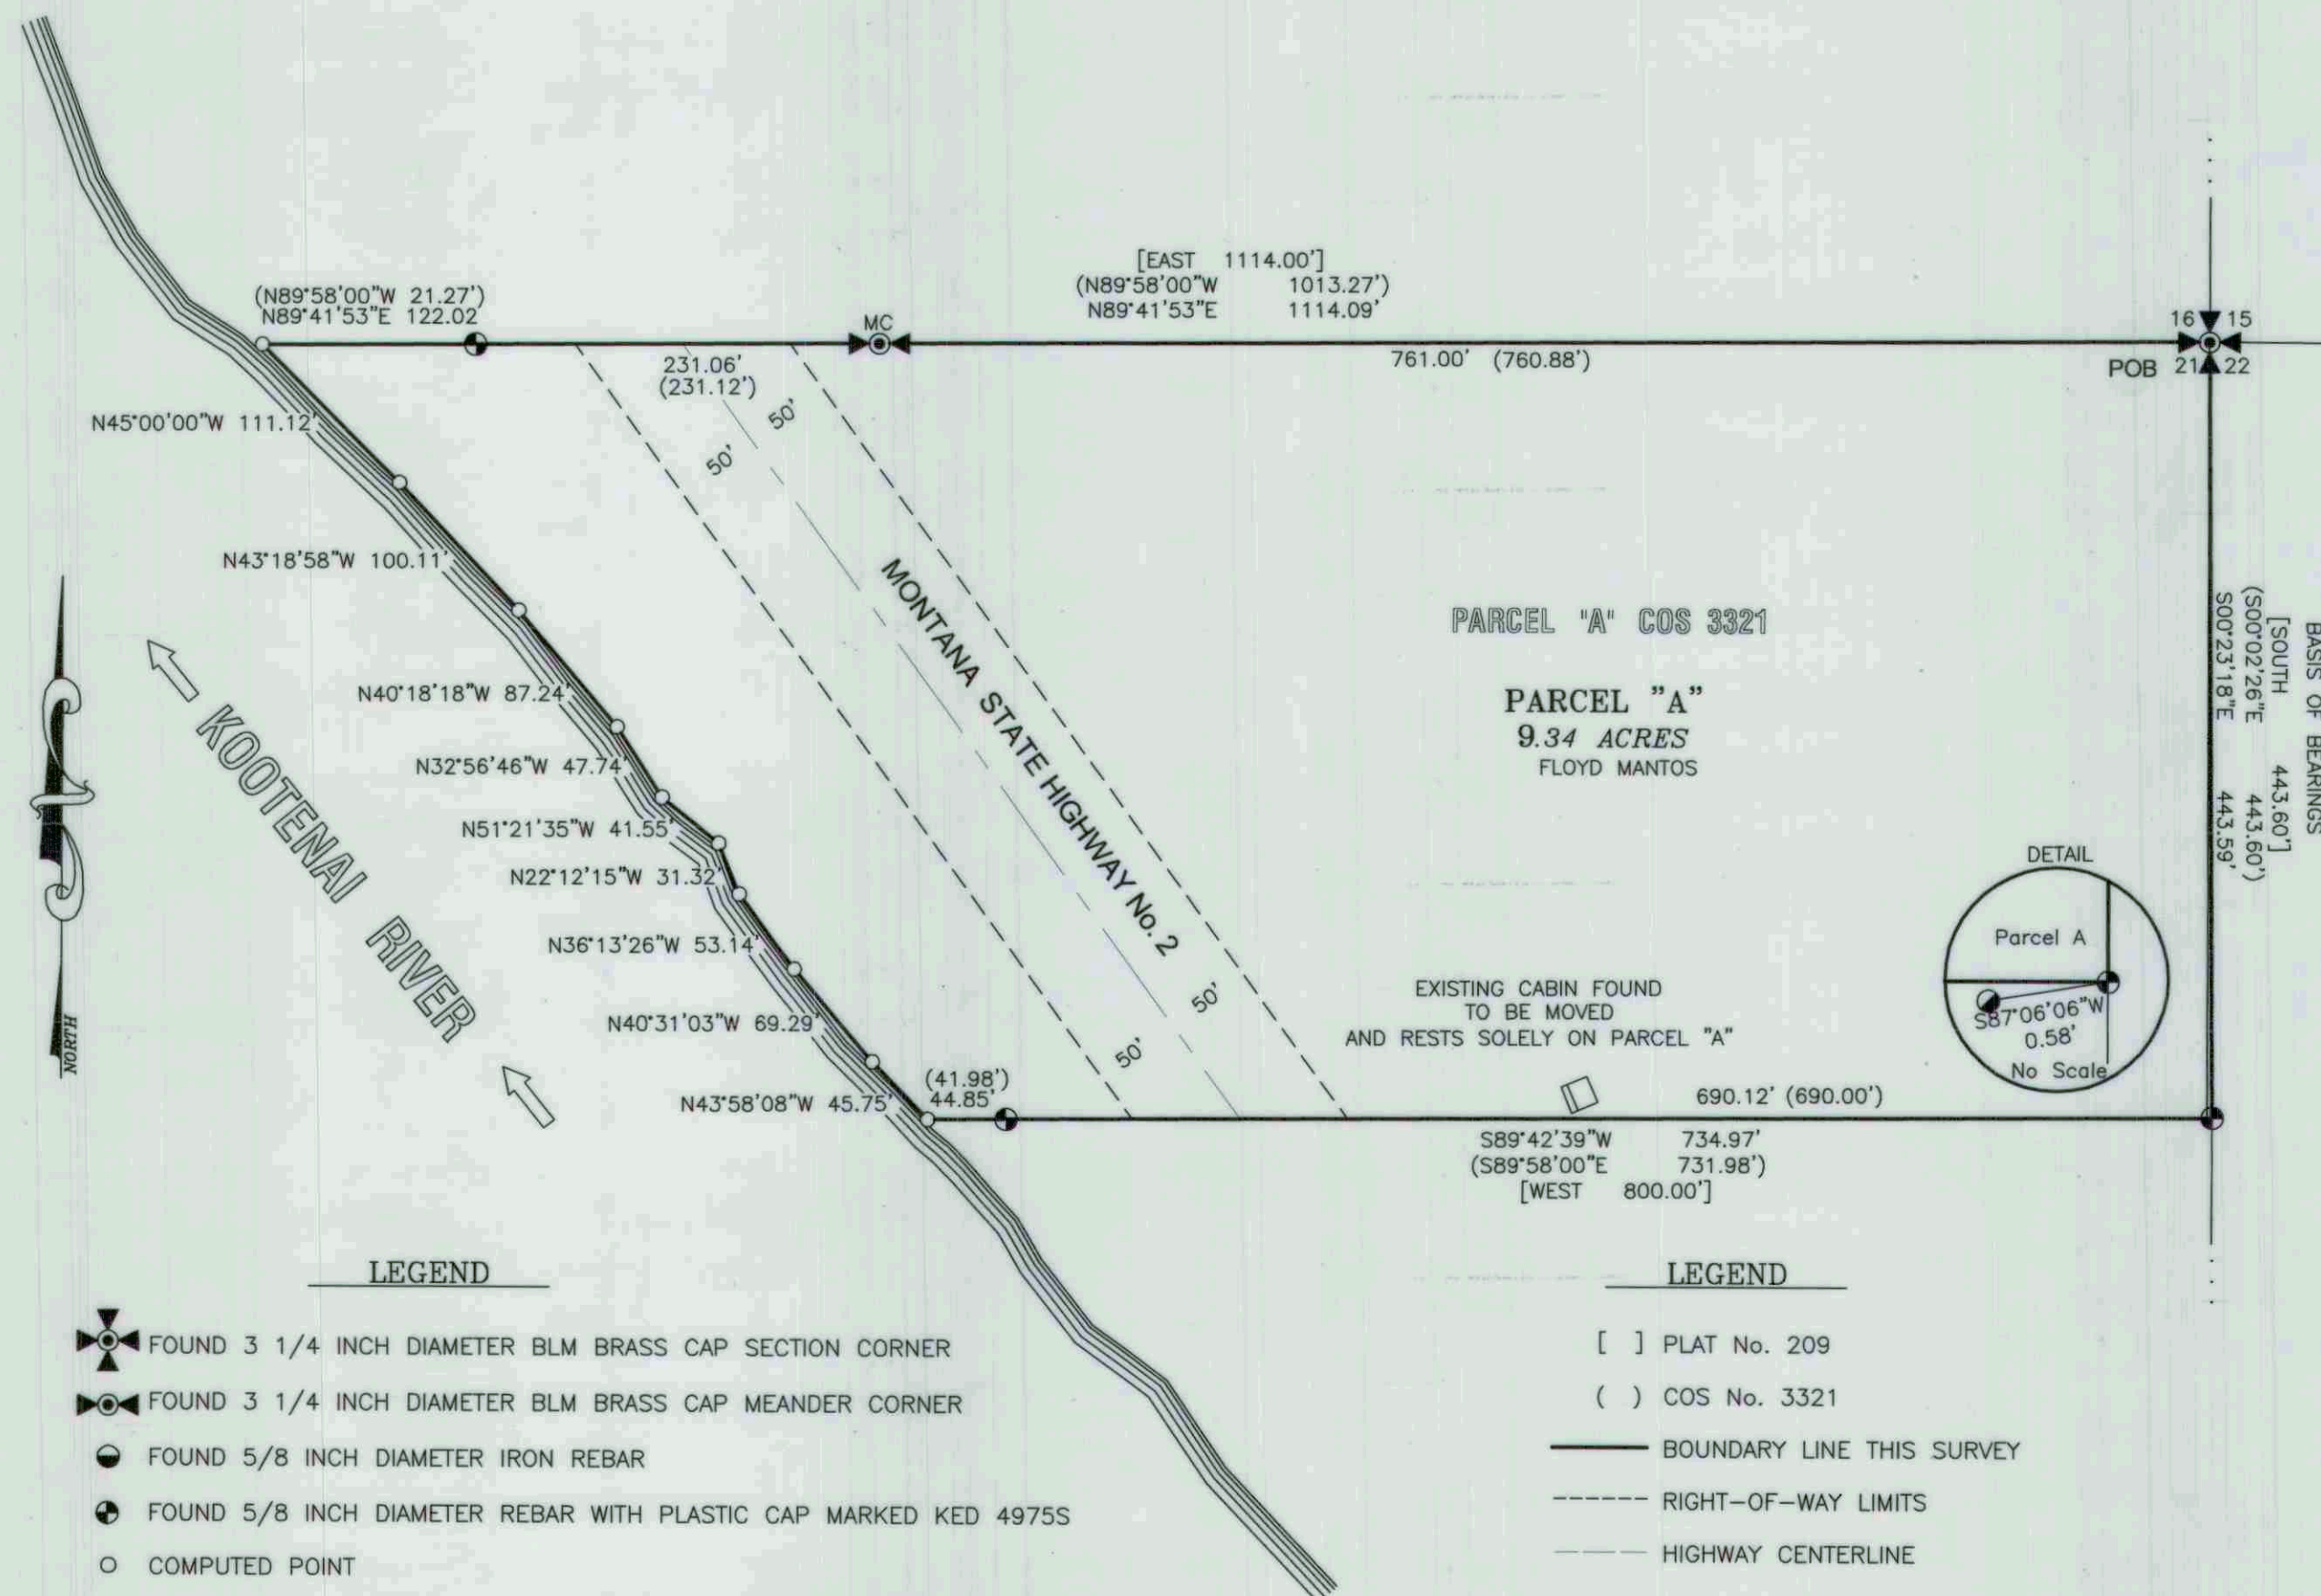 [EAST 1114.00']
(N89°58'00"W 1013.27')
N89°41'53"E 1114.09'
(N89°58'00"W 21.27')
N89°41'53"E 122.02
MC
231.06'
(231.12')
761.00' (760.88')
16 15
POB 21 22
50'
50'
N45°00'00"W 111.12'
N43°18'58"W 100.11'
N40°18'18"W 87.24'
N32°56'46"W 47.74'
N51°21'35"W 41.55'
N22°12'15"W 31.32'
N36°13'26"W 53.14'
N40°31'03"W 69.29'
N43°58'08"W 45.75'
KOOTENAI RIVER
NORTH
MONTANA STATE HIGHWAY No. 2
50'
50'
PARCEL "A" COS 3321
PARCEL "A"
9.34 ACRES
FLOYD MANTOS
BASIS OF BEARINGS
[SOUTH 443.60']
(S00°02'26"E 443.60')
S00°23'18"E 443.59'
DETAIL
Parcel A
S87°06'06"W
0.58'
No Scale
EXISTING CABIN FOUND
TO BE MOVED
AND RESTS SOLELY ON PARCEL "A"
(41.98')
44.85'
690.12' (690.00')
S89°42'39"W 734.97'
(S89°58'00"E 731.98')
[WEST 800.00']
LEGEND
FOUND 3 1/4 INCH DIAMETER BLM BRASS CAP SECTION CORNER
FOUND 3 1/4 INCH DIAMETER BLM BRASS CAP MEANDER CORNER
FOUND 5/8 INCH DIAMETER IRON REBAR
FOUND 5/8 INCH DIAMETER REBAR WITH PLASTIC CAP MARKED KED 4975S
COMPUTED POINT
LEGEND
[ ] PLAT No. 209
( ) COS No. 3321
BOUNDARY LINE THIS SURVEY
RIGHT-OF-WAY LIMITS
HIGHWAY CENTERLINE